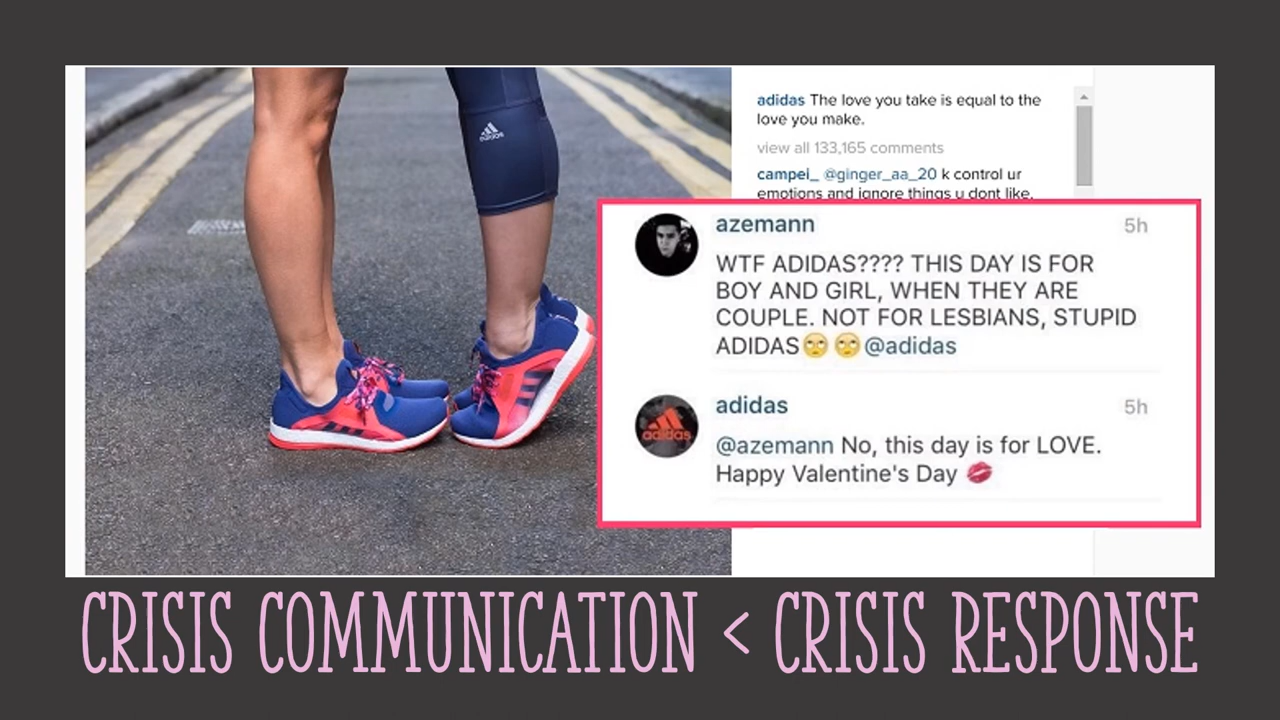 adidas The love you take is equal to the
love you make.
view all 133,165 comments
campei_ @ginger_aa_20 k control ur
emotions and ignore things u dont like.
azemann 5h
WTF ADIDAS???? THIS DAY IS FOR
BOY AND GIRL, WHEN THEY ARE
COUPLE. NOT FOR LESBIANS, STUPID
ADIDAS🙄🙄@adidas
adidas 5h
@azemann No, this day is for LOVE.
Happy Valentine's Day 💋
adidas
adidas
CRISIS COMMUNICATION < CRISIS RESPONSE